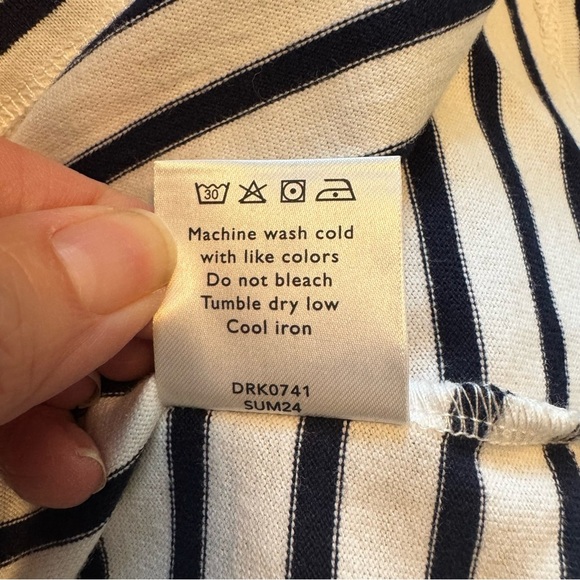 30
Machine wash cold
with like colors
Do not bleach
Tumble dry low
Cool iron
DRK0741
SUM24